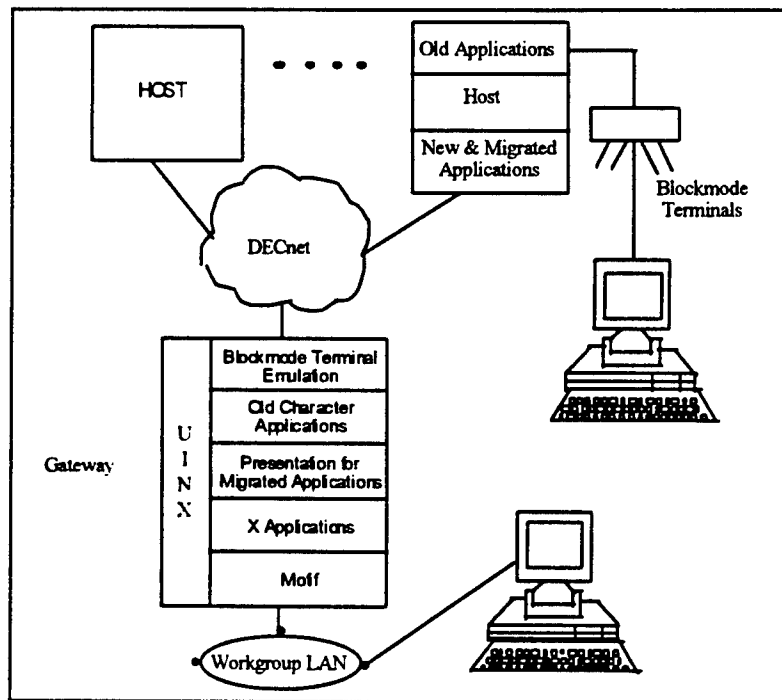 HOST
Old Applications
Host
New & Migrated
Applications
Blockmode
Terminals
DECnet
Gateway
U
I
N
X
Blockmode Terminal
Emulation
Old Character
Applications
Presentation for
Migrated Applications
X Applications
Motif
Workgroup LAN